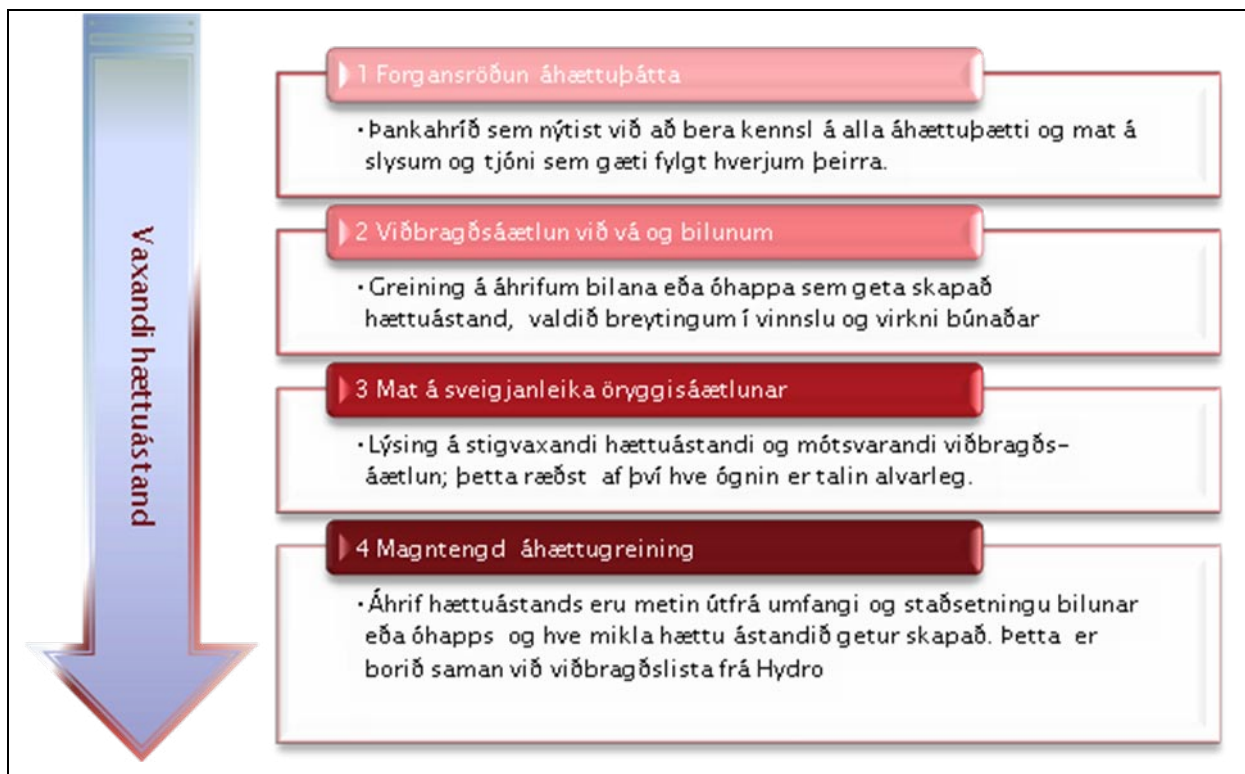 Vaxandi hættuástand
1 Forgansröðun áhættuþátta
· Þankahríð sem nýtist við að bera kennsl á alla áhættuþætti og mat á
slysum og tjóni sem gæti fylgt hverjum þeirra.
2 Viðbragðsáætlun við vá og bilunum
· Greining á áhrifum bilana eða óhappa sem geta skapað
hættuástand, valdið breytingum í vinnslu og virkni búnaðar
3 Mat á sveigjanleika öryggisáætlunar
· Lýsing á stigvaxandi hættuástandi og mótsvarandi viðbragðs-
áætlun; þetta ræðst af því hve ógnin er talin alvarleg.
4 Magntengd áhættugreining
· Áhrif hættuástands eru metin útfrá umfangi og staðsetningu bilunar
eða óhapps og hve mikla hættu ástandið getur skapað. Þetta er
borið saman við viðbragðslista frá Hydro